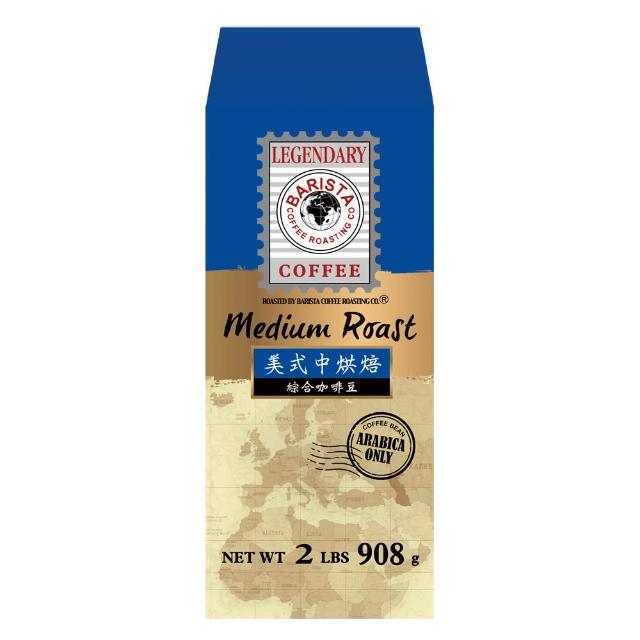 LEGENDARY
BARISTA
COFFEE ROASTING CO
COFFEE
ROASTED BY BARISTA COFFEE ROASTING CO.®
Medium Roast
美式中烘焙
綜合咖啡豆
COFFEE BEAN
ARABICA
ONLY
NET WT 2 LBS 908 g